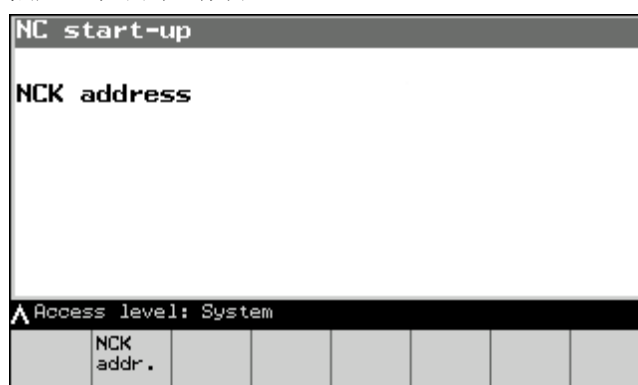 NC start-up
NCK address
Access level: System
NCK
addr.